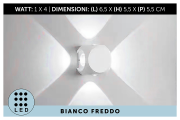 WATT: 1 X 4 | DIMENSIONI: (L) 6,5 X (H) 5,5 X (P) 5,5 CM
LED
BIANCO FREDDO